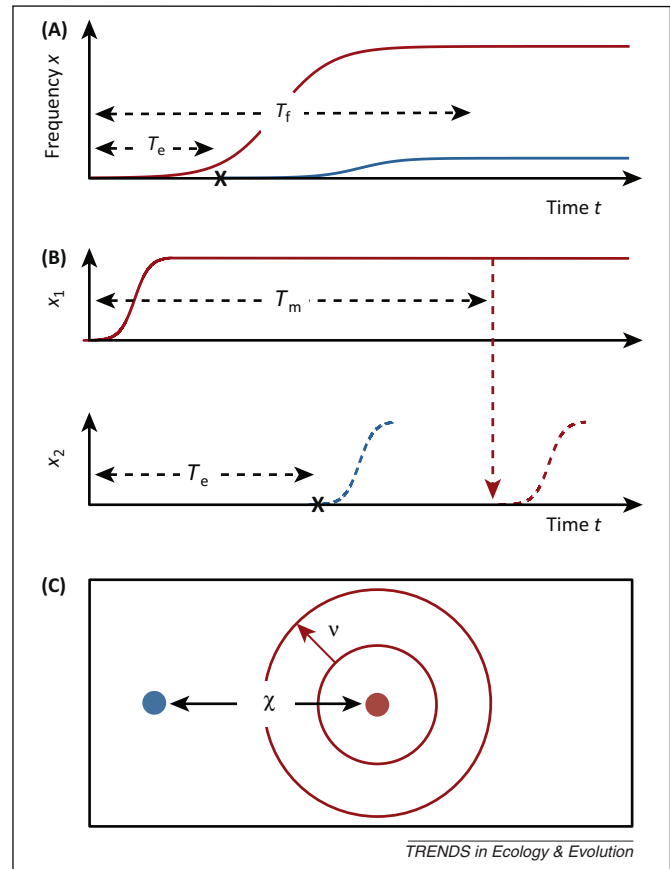 (A)
Frequency x
T_f
T_e
X
Time t
(B)
x_1
T_m
x_2
T_e
X
Time t
(C)
ν
χ
TRENDS in Ecology & Evolution